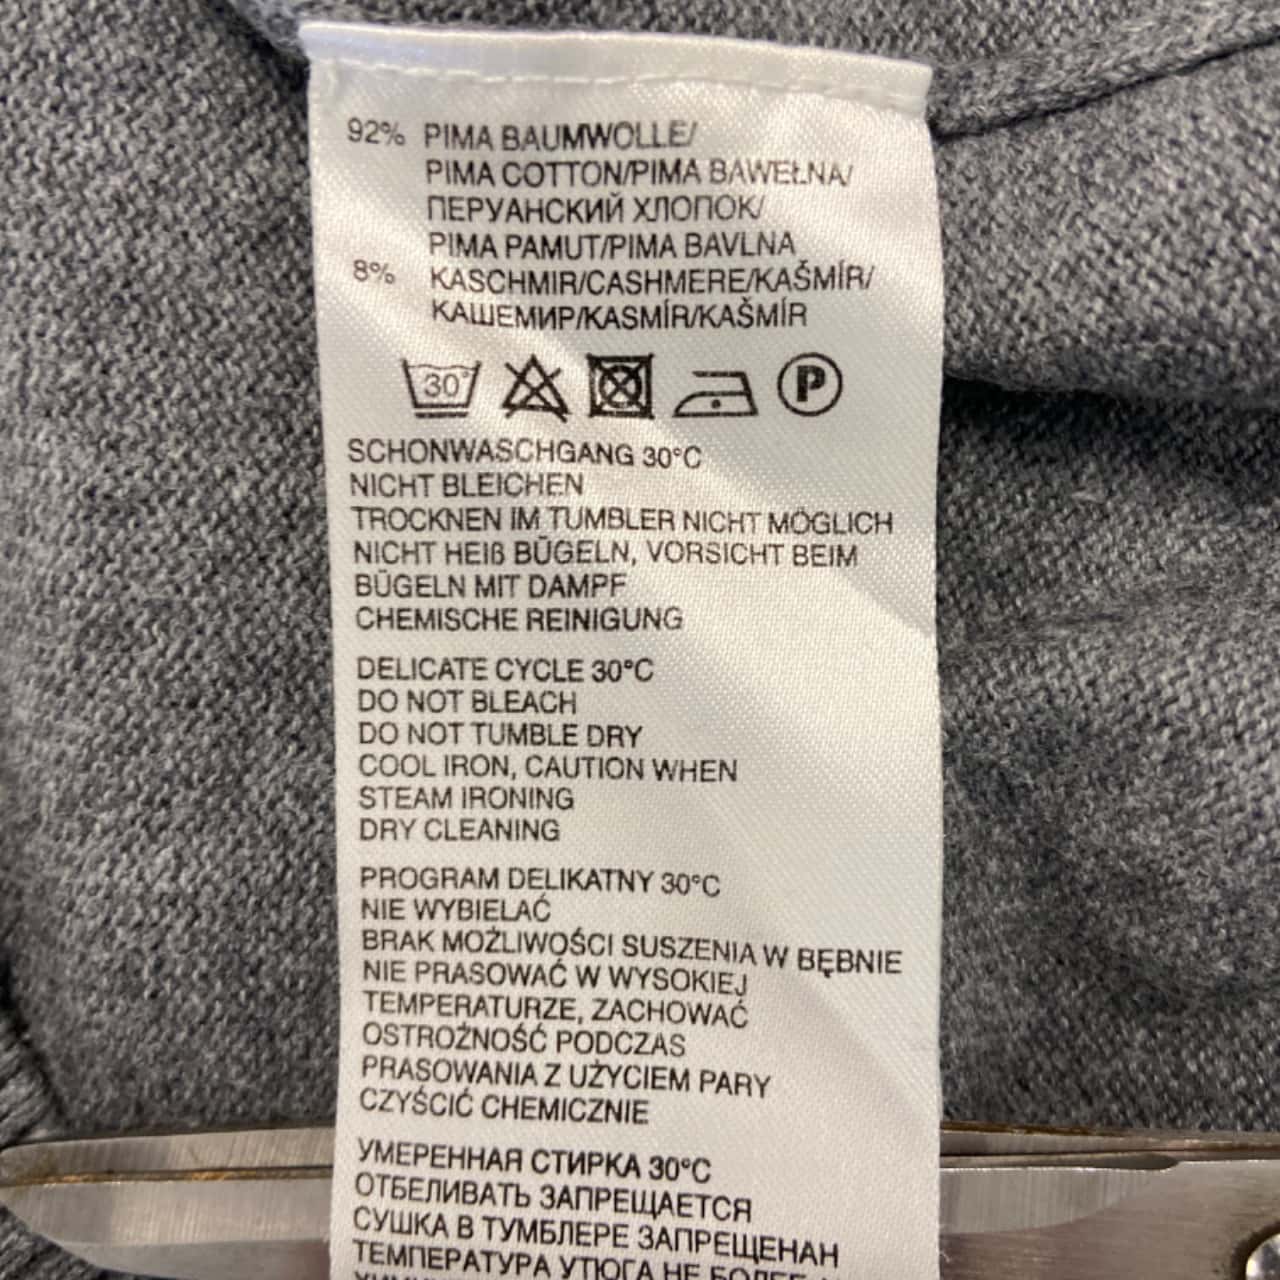 92% PIMA BAUMWOLLE/
PIMA COTTON/PIMA BAWEŁNA/
ПЕРУАНСКИЙ ХЛОПОК/
PIMA PAMUT/PIMA BAVLNA
8% KASCHMIR/CASHMERE/KAŠMÍR/
КАШЕМИР/KASMÍR/KAŠMÍR
30° P
SCHONWASCHGANG 30°C
NICHT BLEICHEN
TROCKNEN IM TUMBLER NICHT MÖGLICH
NICHT HEIß BÜGELN, VORSICHT BEIM
BÜGELN MIT DAMPF
CHEMISCHE REINIGUNG
DELICATE CYCLE 30°C
DO NOT BLEACH
DO NOT TUMBLE DRY
COOL IRON, CAUTION WHEN
STEAM IRONING
DRY CLEANING
PROGRAM DELIKATNY 30°C
NIE WYBIELAĆ
BRAK MOŻLIWOŚCI SUSZENIA W BĘBNIE
NIE PRASOWAĆ W WYSOKIEJ
TEMPERATURZE, ZACHOWAĆ
OSTROŻNOŚĆ PODCZAS
PRASOWANIA Z UŻYCIEM PARY
CZYŚCIĆ CHEMICZNIE
УМЕРЕННАЯ СТИРКА 30°C
ОТБЕЛИВАТЬ ЗАПРЕЩАЕТСЯ
СУШКА В ТУМБЛЕРЕ ЗАПРЕЩЕНАН
ТЕМПЕРАТУРА УТЮГА НЕ БОЛЕЕ